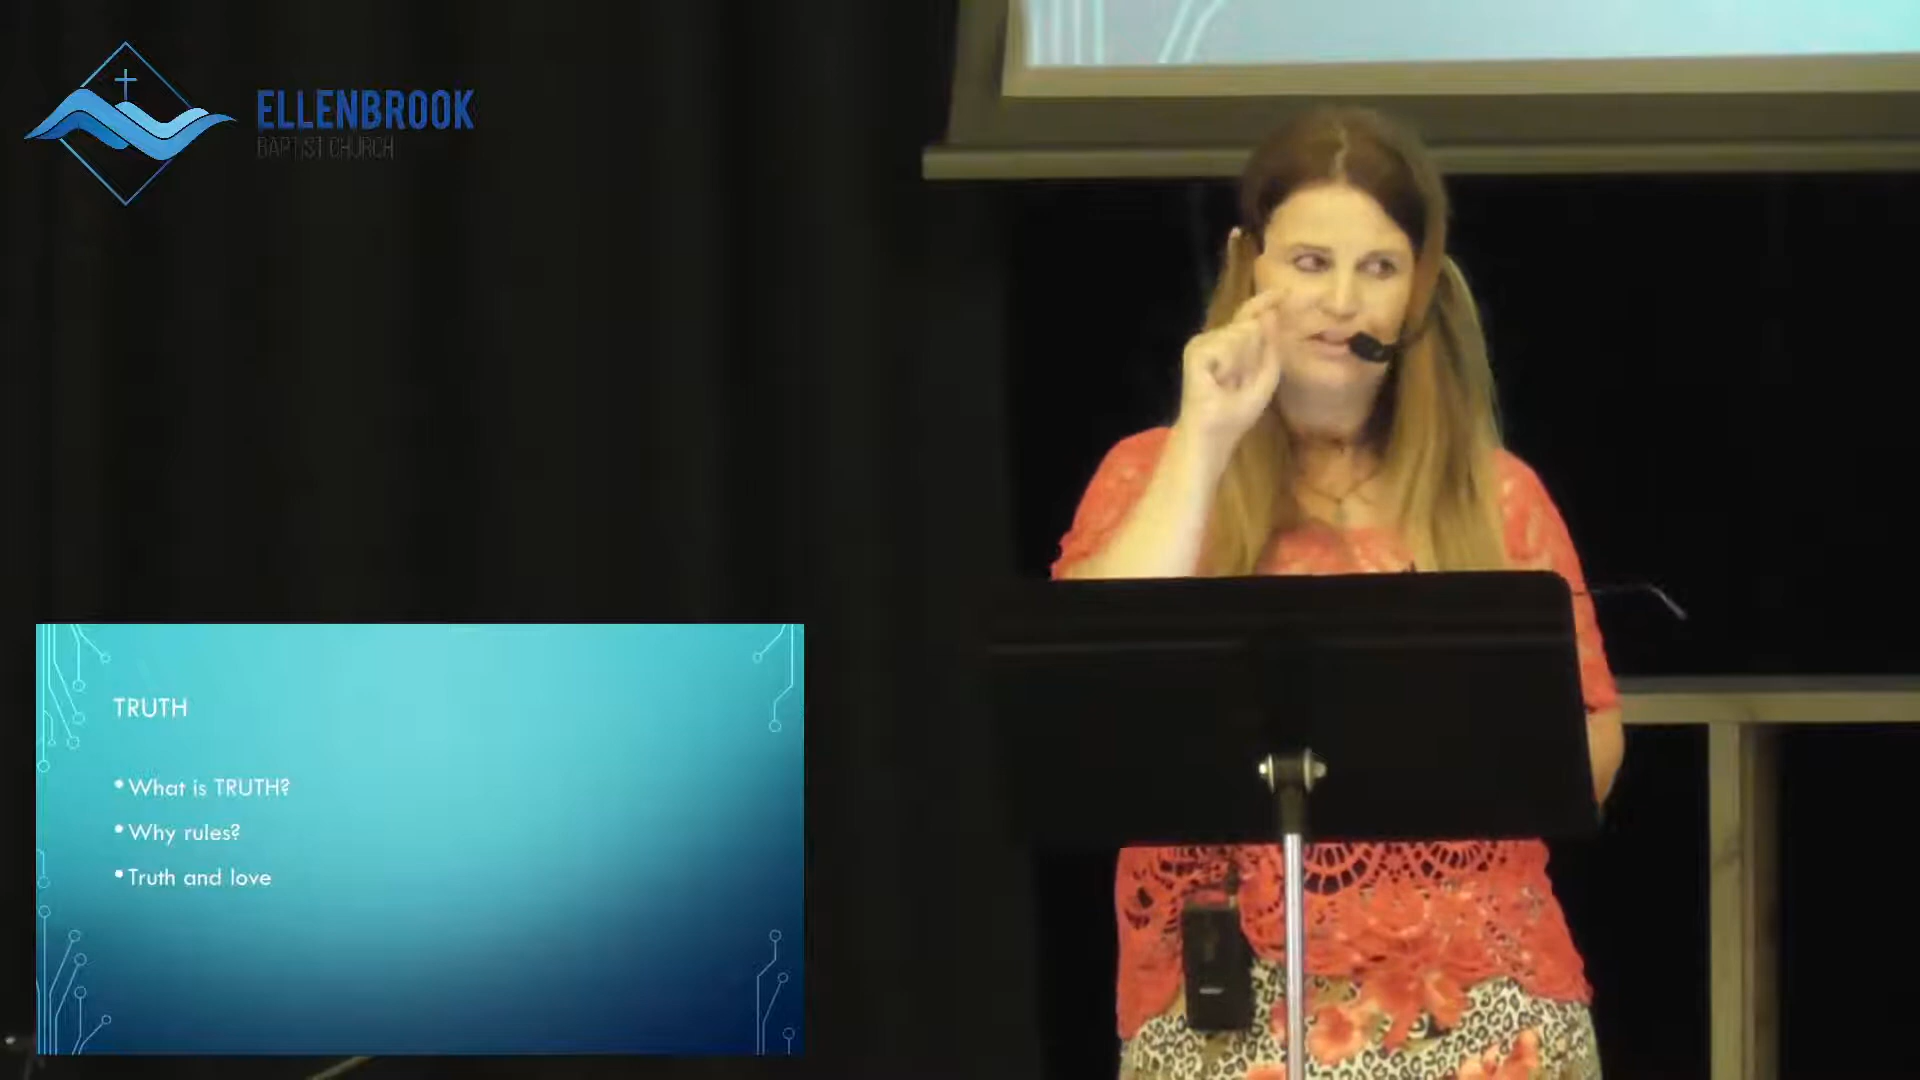 ELLENBROOK
BAPTIST CHURCH
TRUTH
• What is TRUTH?
• Why rules?
• Truth and love